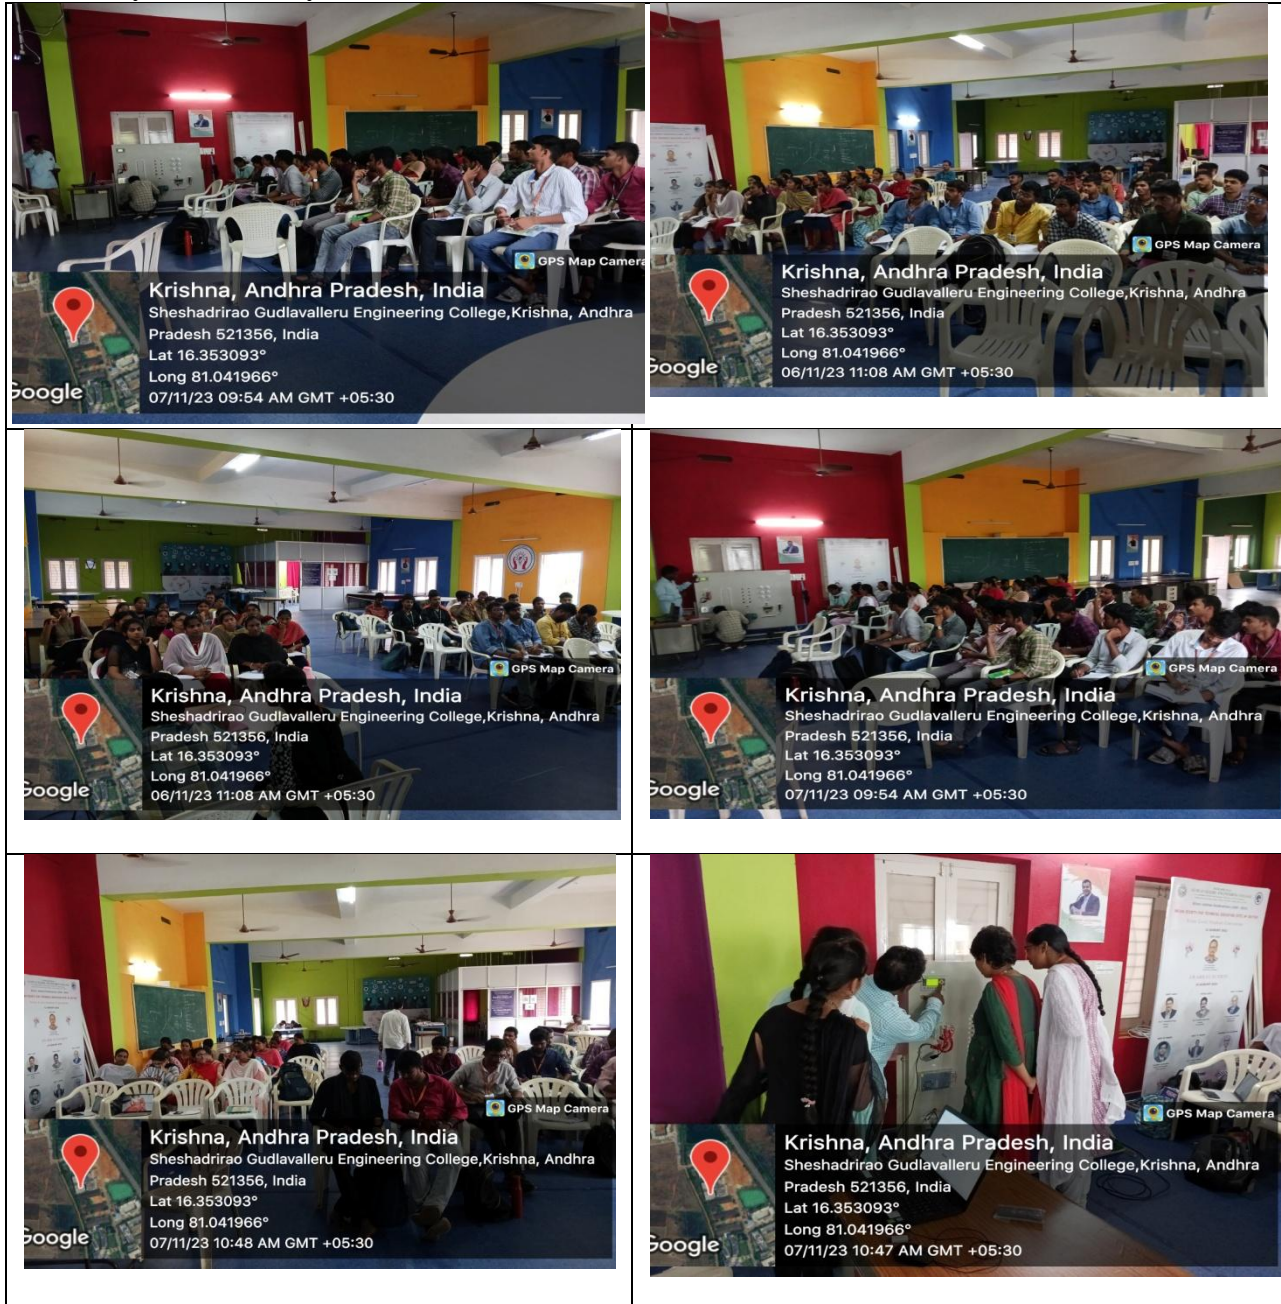 GPS Map Camera
Krishna, Andhra Pradesh, India
Sheshadrirao Gudlavalleru Engineering College,Krishna, Andhra
Pradesh 521356, India
Lat 16.353093°
Long 81.041966°
07/11/23 09:54 AM GMT +05:30
Google
GPS Map Camera
Krishna, Andhra Pradesh, India
Sheshadrirao Gudlavalleru Engineering College,Krishna, Andhra
Pradesh 521356, India
Lat 16.353093°
Long 81.041966°
06/11/23 11:08 AM GMT +05:30
Google
GPS Map Camera
Krishna, Andhra Pradesh, India
Sheshadrirao Gudlavalleru Engineering College,Krishna, Andhra
Pradesh 521356, India
Lat 16.353093°
Long 81.041966°
06/11/23 11:08 AM GMT +05:30
Google
GPS Map Camera
Krishna, Andhra Pradesh, India
Sheshadrirao Gudlavalleru Engineering College,Krishna, Andhra
Pradesh 521356, India
Lat 16.353093°
Long 81.041966°
07/11/23 09:54 AM GMT +05:30
Google
GPS Map Camera
Krishna, Andhra Pradesh, India
Sheshadrirao Gudlavalleru Engineering College,Krishna, Andhra
Pradesh 521356, India
Lat 16.353093°
Long 81.041966°
07/11/23 10:48 AM GMT +05:30
Google
GPS Map Camera
Krishna, Andhra Pradesh, India
Sheshadrirao Gudlavalleru Engineering College,Krishna, Andhra
Pradesh 521356, India
Lat 16.353093°
Long 81.041966°
07/11/23 10:47 AM GMT +05:30
Google